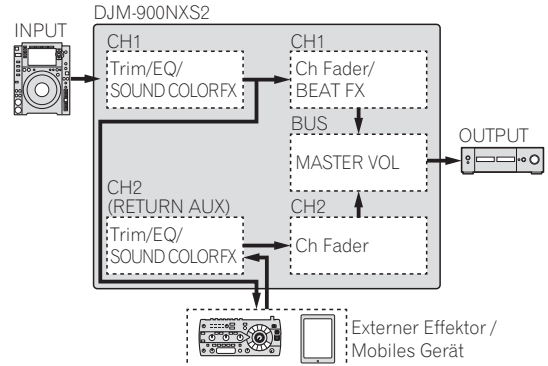 DJM-900NXS2
INPUT
CH1
Trim/EQ/
SOUND COLORFX
CH1
Ch Fader/
BEAT FX
BUS
MASTER VOL
OUTPUT
CH2
(RETURN AUX)
Trim/EQ/
SOUND COLORFX
CH2
Ch Fader
Externer Effektor /
Mobiles Gerät